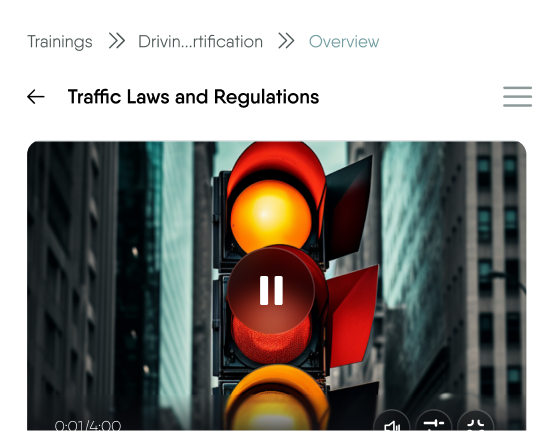 Trainings Drivin...rtification Overview
Traffic Laws and Regulations
0:01/4:00